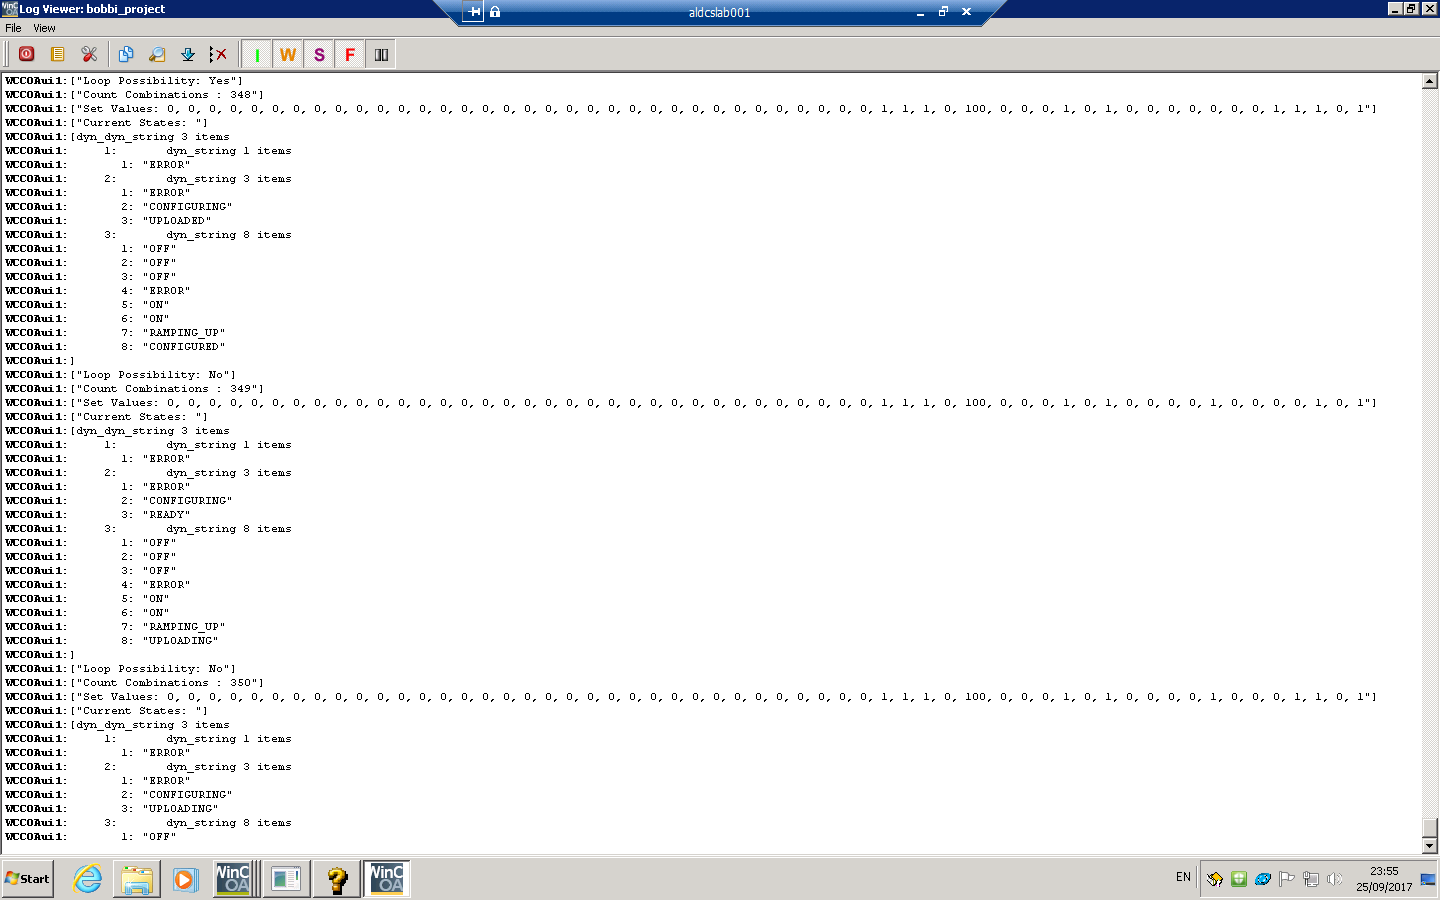 Log Viewer: bobbi_project
aldcslab001
File View
I W S F
WCCOAui1:["Loop Possibility: Yes"]
WCCOAui1:["Count Combinations : 348"]
WCCOAui1:["Set Values: 0, 0, 0, 0, 0, 0, 0, 0, 0, 0, 0, 0, 0, 0, 0, 0, 0, 0, 0, 0, 0, 0, 0, 0, 0, 0, 0, 0, 0, 0, 0, 0, 0, 0, 1, 1, 1, 0, 100, 0, 0, 0, 1, 0, 1, 0, 0, 0, 0, 0, 0, 0, 1, 1, 1, 0, 1"]
WCCOAui1:["Current States: "]
WCCOAui1:[dyn_dyn_string 3 items
WCCOAui1: 1: dyn_string 1 items
WCCOAui1: 1: "ERROR"
WCCOAui1: 2: dyn_string 3 items
WCCOAui1: 1: "ERROR"
WCCOAui1: 2: "CONFIGURING"
WCCOAui1: 3: "UPLOADED"
WCCOAui1: 3: dyn_string 8 items
WCCOAui1: 1: "OFF"
WCCOAui1: 2: "OFF"
WCCOAui1: 3: "OFF"
WCCOAui1: 4: "ERROR"
WCCOAui1: 5: "ON"
WCCOAui1: 6: "ON"
WCCOAui1: 7: "RAMPING_UP"
WCCOAui1: 8: "CONFIGURED"
WCCOAui1:]
WCCOAui1:["Loop Possibility: No"]
WCCOAui1:["Count Combinations : 349"]
WCCOAui1:["Set Values: 0, 0, 0, 0, 0, 0, 0, 0, 0, 0, 0, 0, 0, 0, 0, 0, 0, 0, 0, 0, 0, 0, 0, 0, 0, 0, 0, 0, 0, 0, 0, 0, 0, 0, 1, 1, 1, 0, 100, 0, 0, 0, 1, 0, 1, 0, 0, 0, 0, 1, 0, 0, 0, 0, 1, 0, 1"]
WCCOAui1:["Current States: "]
WCCOAui1:[dyn_dyn_string 3 items
WCCOAui1: 1: dyn_string 1 items
WCCOAui1: 1: "ERROR"
WCCOAui1: 2: dyn_string 3 items
WCCOAui1: 1: "ERROR"
WCCOAui1: 2: "CONFIGURING"
WCCOAui1: 3: "READY"
WCCOAui1: 3: dyn_string 8 items
WCCOAui1: 1: "OFF"
WCCOAui1: 2: "OFF"
WCCOAui1: 3: "OFF"
WCCOAui1: 4: "ERROR"
WCCOAui1: 5: "ON"
WCCOAui1: 6: "ON"
WCCOAui1: 7: "RAMPING_UP"
WCCOAui1: 8: "UPLOADING"
WCCOAui1:]
WCCOAui1:["Loop Possibility: No"]
WCCOAui1:["Count Combinations : 350"]
WCCOAui1:["Set Values: 0, 0, 0, 0, 0, 0, 0, 0, 0, 0, 0, 0, 0, 0, 0, 0, 0, 0, 0, 0, 0, 0, 0, 0, 0, 0, 0, 0, 0, 0, 0, 0, 0, 0, 1, 1, 1, 0, 100, 0, 0, 0, 1, 0, 1, 0, 0, 0, 0, 1, 0, 0, 0, 1, 1, 0, 1"]
WCCOAui1:["Current States: "]
WCCOAui1:[dyn_dyn_string 3 items
WCCOAui1: 1: dyn_string 1 items
WCCOAui1: 1: "ERROR"
WCCOAui1: 2: dyn_string 3 items
WCCOAui1: 1: "ERROR"
WCCOAui1: 2: "CONFIGURING"
WCCOAui1: 3: "UPLOADING"
WCCOAui1: 3: dyn_string 8 items
WCCOAui1: 1: "OFF"
Start
WinCC OA
WinCC OA
EN
23:55
25/09/2017